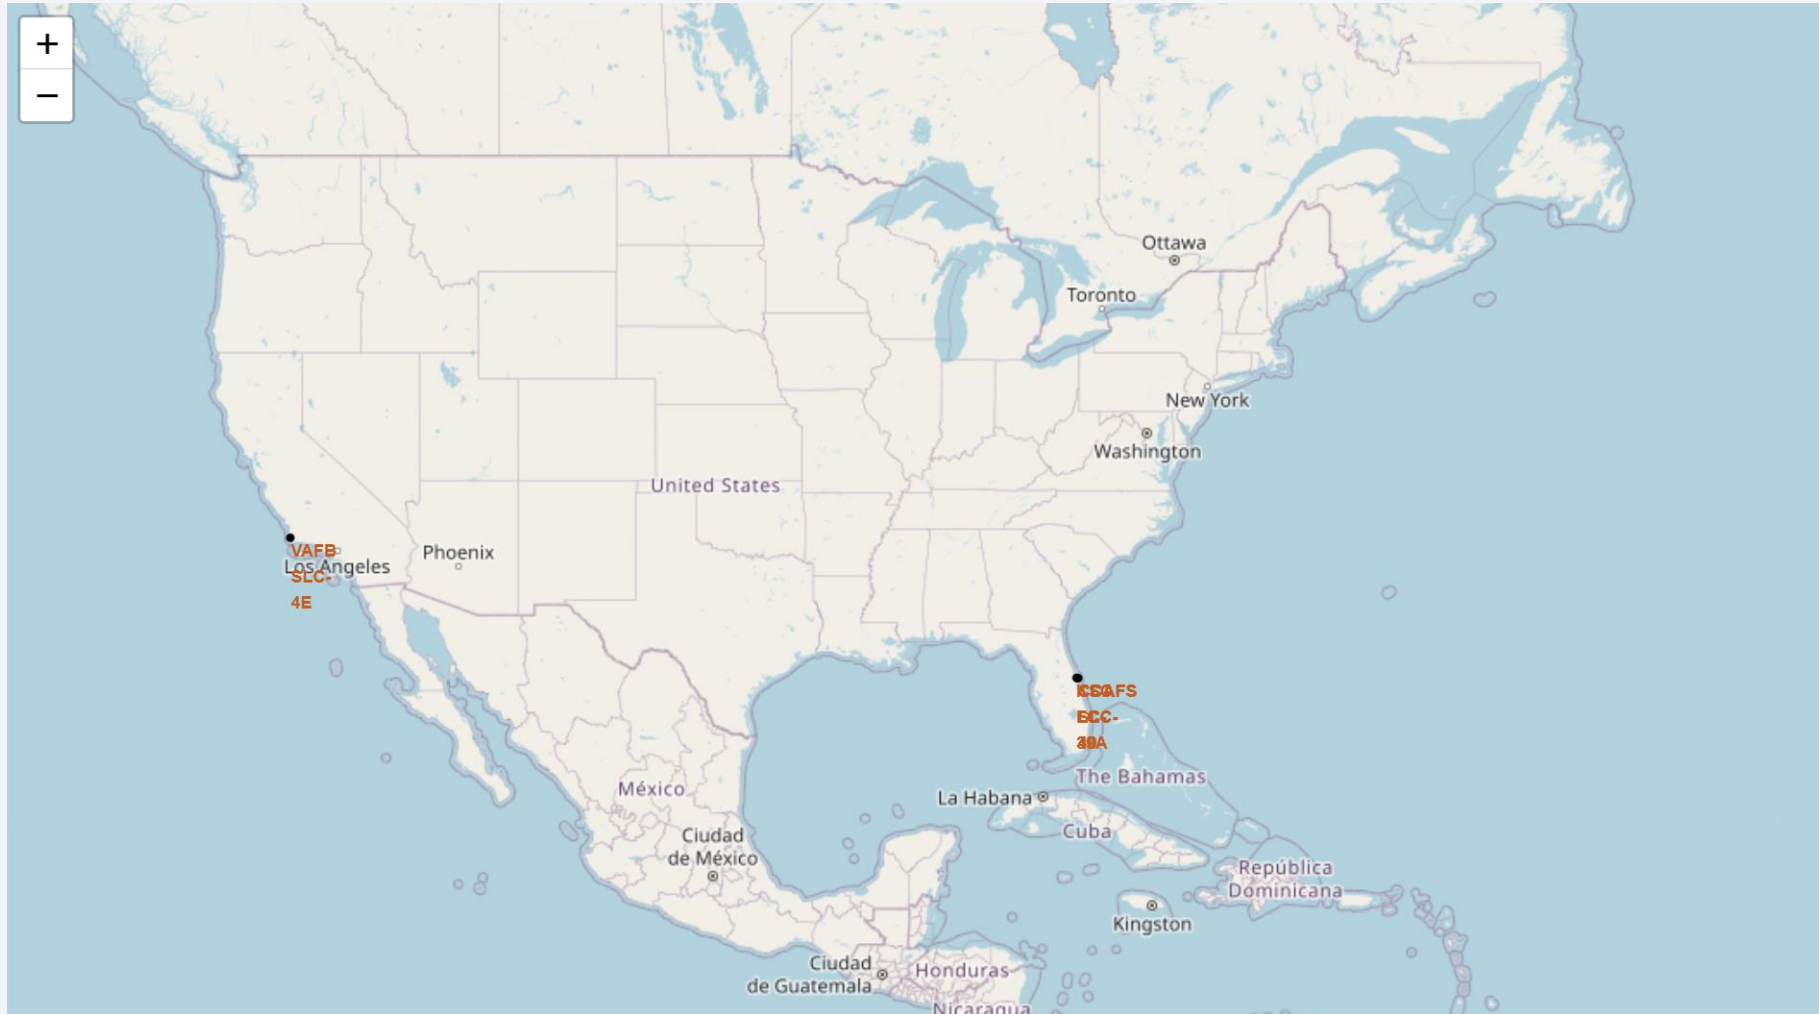 +
−
Ottawa
Toronto
New York
Washington
United States
VAFB
SLC-
4E
Los Angeles
Phoenix
The Bahamas
La Habana
Cuba
México
Ciudad
de México
República
Dominicana
Kingston
Ciudad
de Guatemala
Honduras
Nicaragua